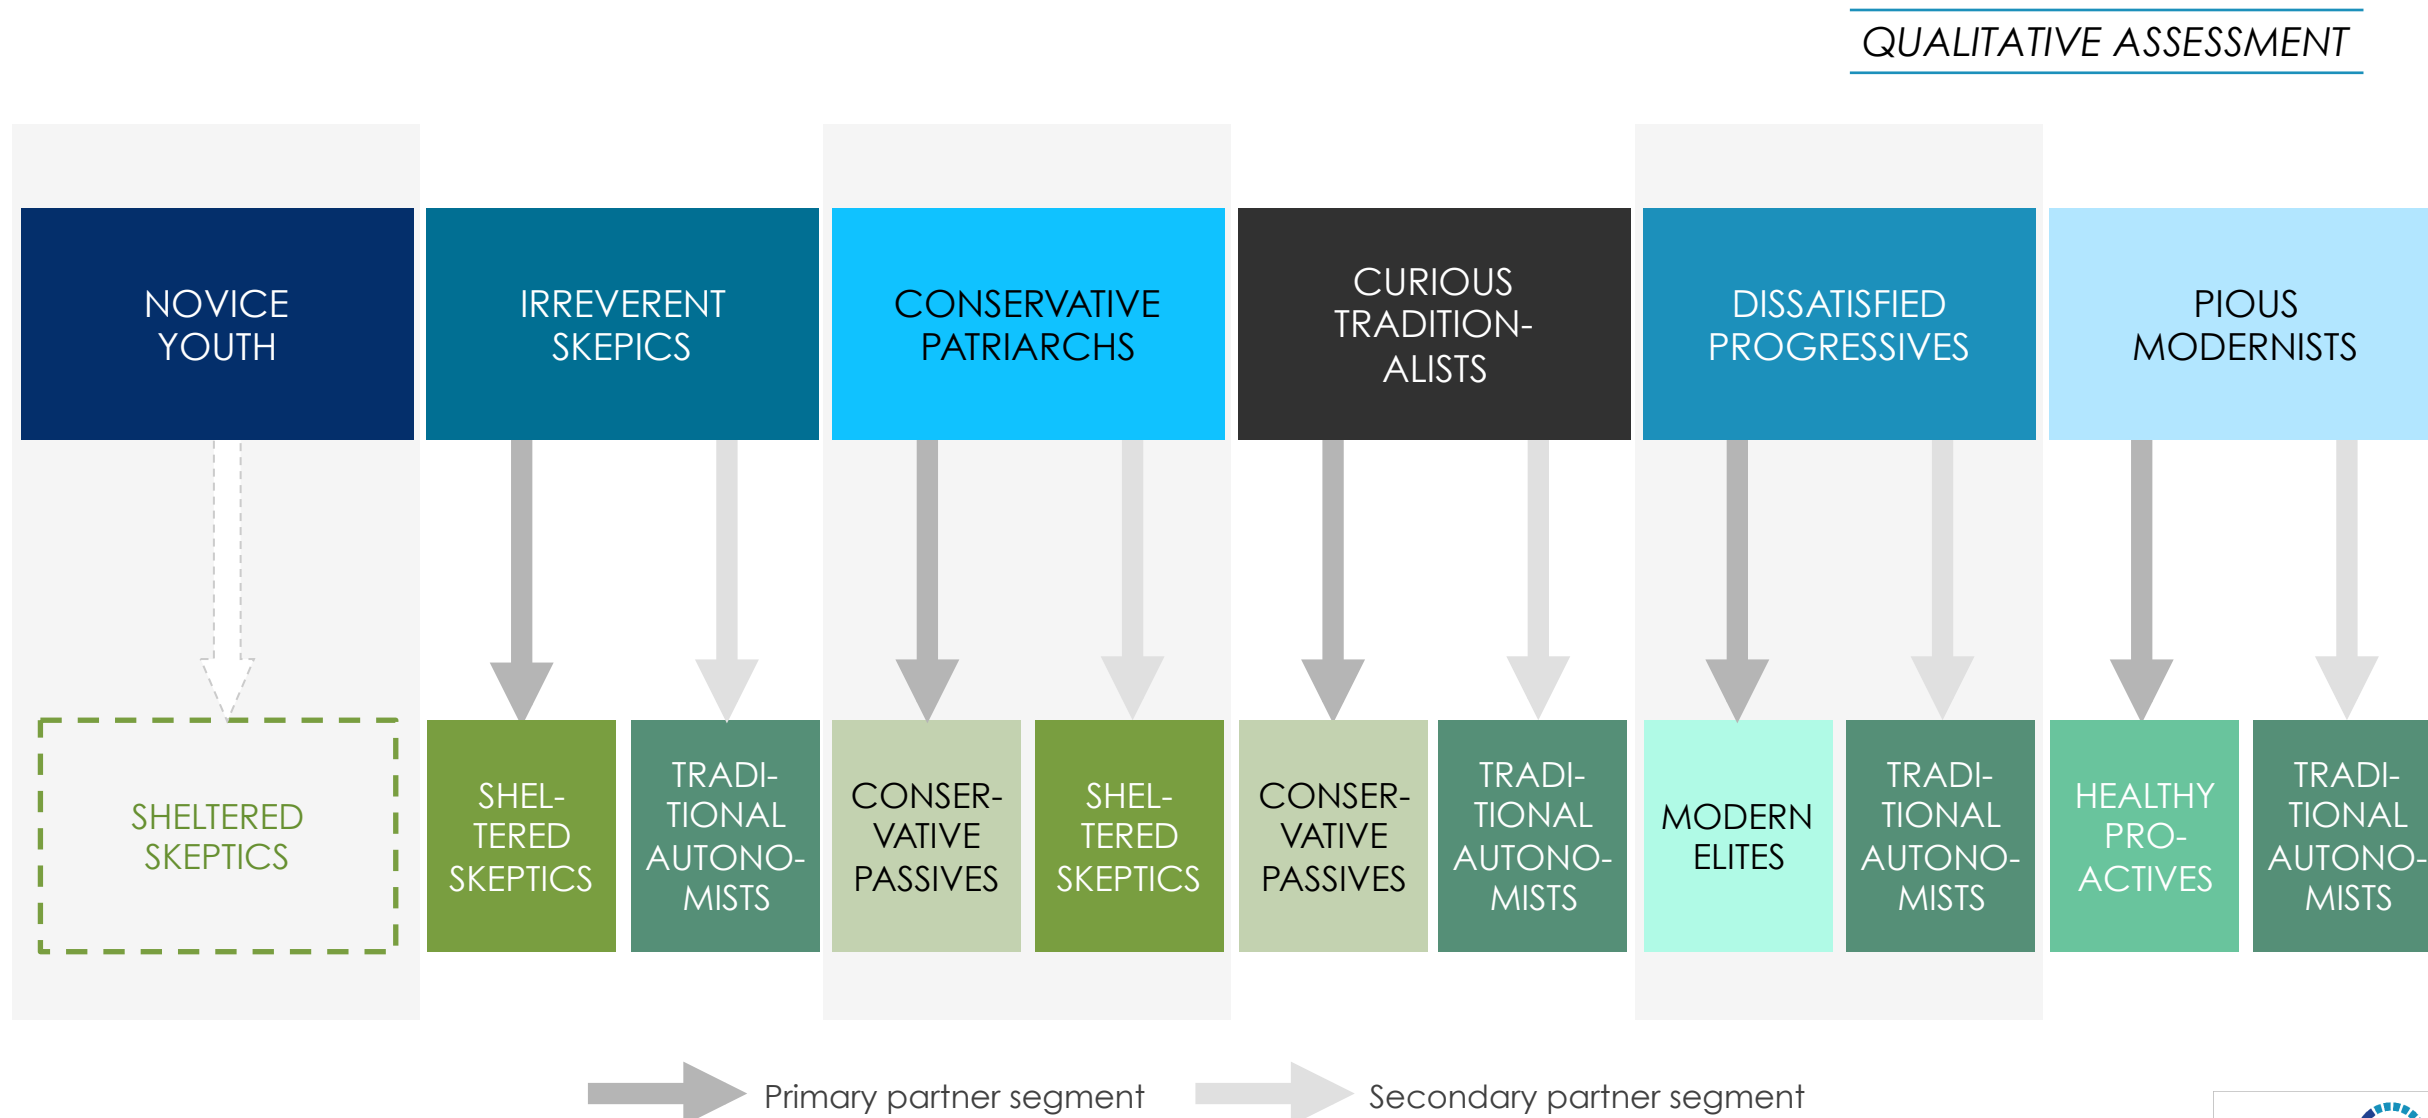 QUALITATIVE ASSESSMENT
NOVICE
YOUTH
IRREVERENT
SKEPICS
CONSERVATIVE
PATRIARCHS
CURIOUS
TRADITION-
ALISTS
DISSATISFIED
PROGRESSIVES
PIOUS
MODERNISTS
SHELTERED
SKEPTICS
SHEL-
TERED
SKEPTICS
TRADI-
TIONAL
AUTONO-
MISTS
CONSER-
VATIVE
PASSIVES
SHEL-
TERED
SKEPTICS
CONSER-
VATIVE
PASSIVES
TRADI-
TIONAL
AUTONO-
MISTS
MODERN
ELITES
TRADI-
TIONAL
AUTONO-
MISTS
HEALTHY
PRO-
ACTIVES
TRADI-
TIONAL
AUTONO-
MISTS
Primary partner segment
Secondary partner segment